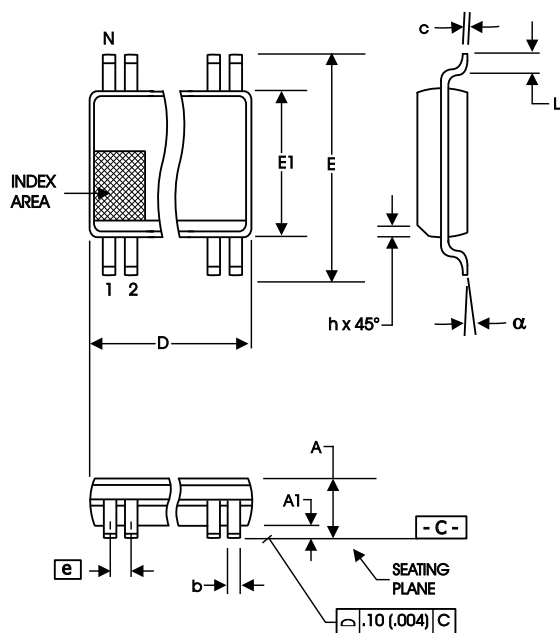 N
c
L
E1
E
INDEX
AREA
1 2
h x 45°
α
D
A
A1
- C -
e
b
SEATING
PLANE
.10 (.004) C